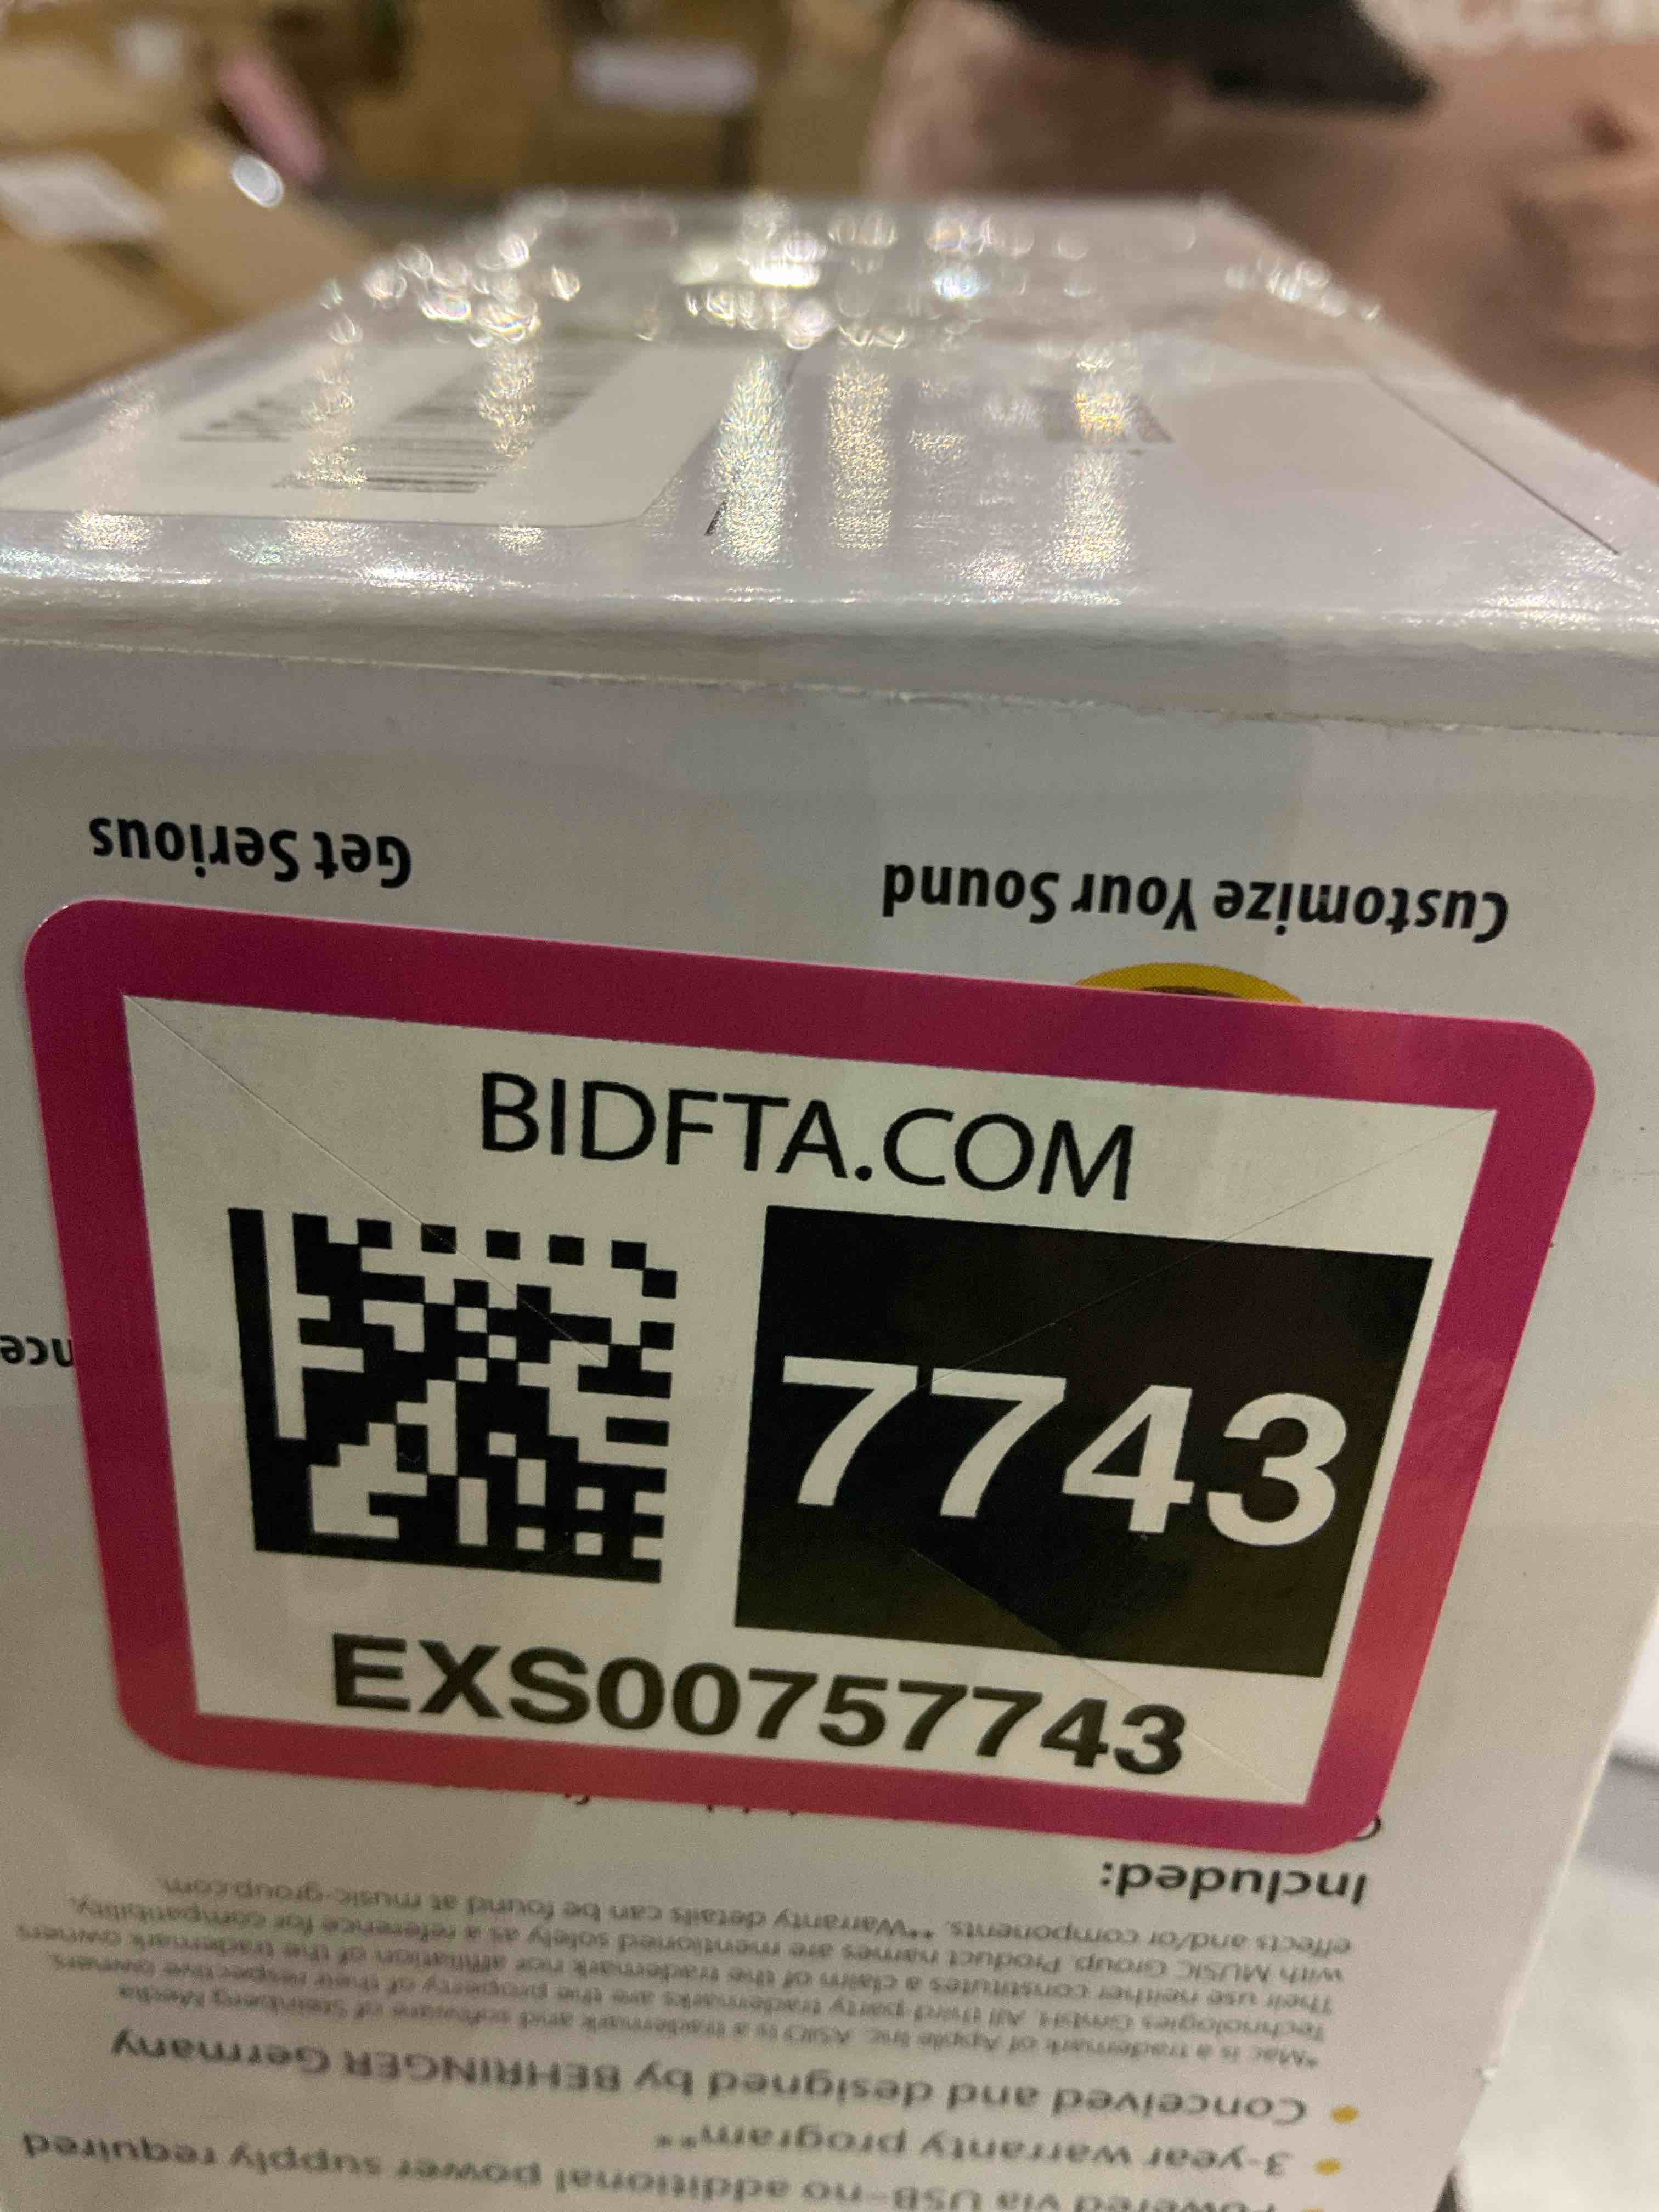 Get Serious
Customize Your Sound
BIDFTA.COM
7743
EXS00757743
nce
Included:
effects and/or components. **Warranty details can be found at music-group.com.
with MUSIC Group. Product names are mentioned solely as a reference for compatibility,
Their use neither constitutes a claim of the trademark nor affiliation of the trademark owners
Technologies GmbH. All third-party trademarks are the property of their respective owners.
*Mac is a trademark of Apple Inc. ASIO is a trademark and software of Steinberg Media
• Conceived and designed by BEHRINGER Germany
• 3-year warranty program**
• Powered via USB–no additional power supply required